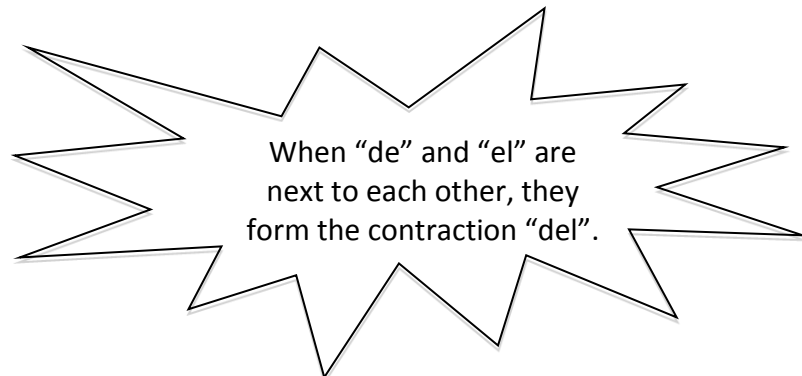 When “de” and “el” are
next to each other, they
form the contraction “del”.